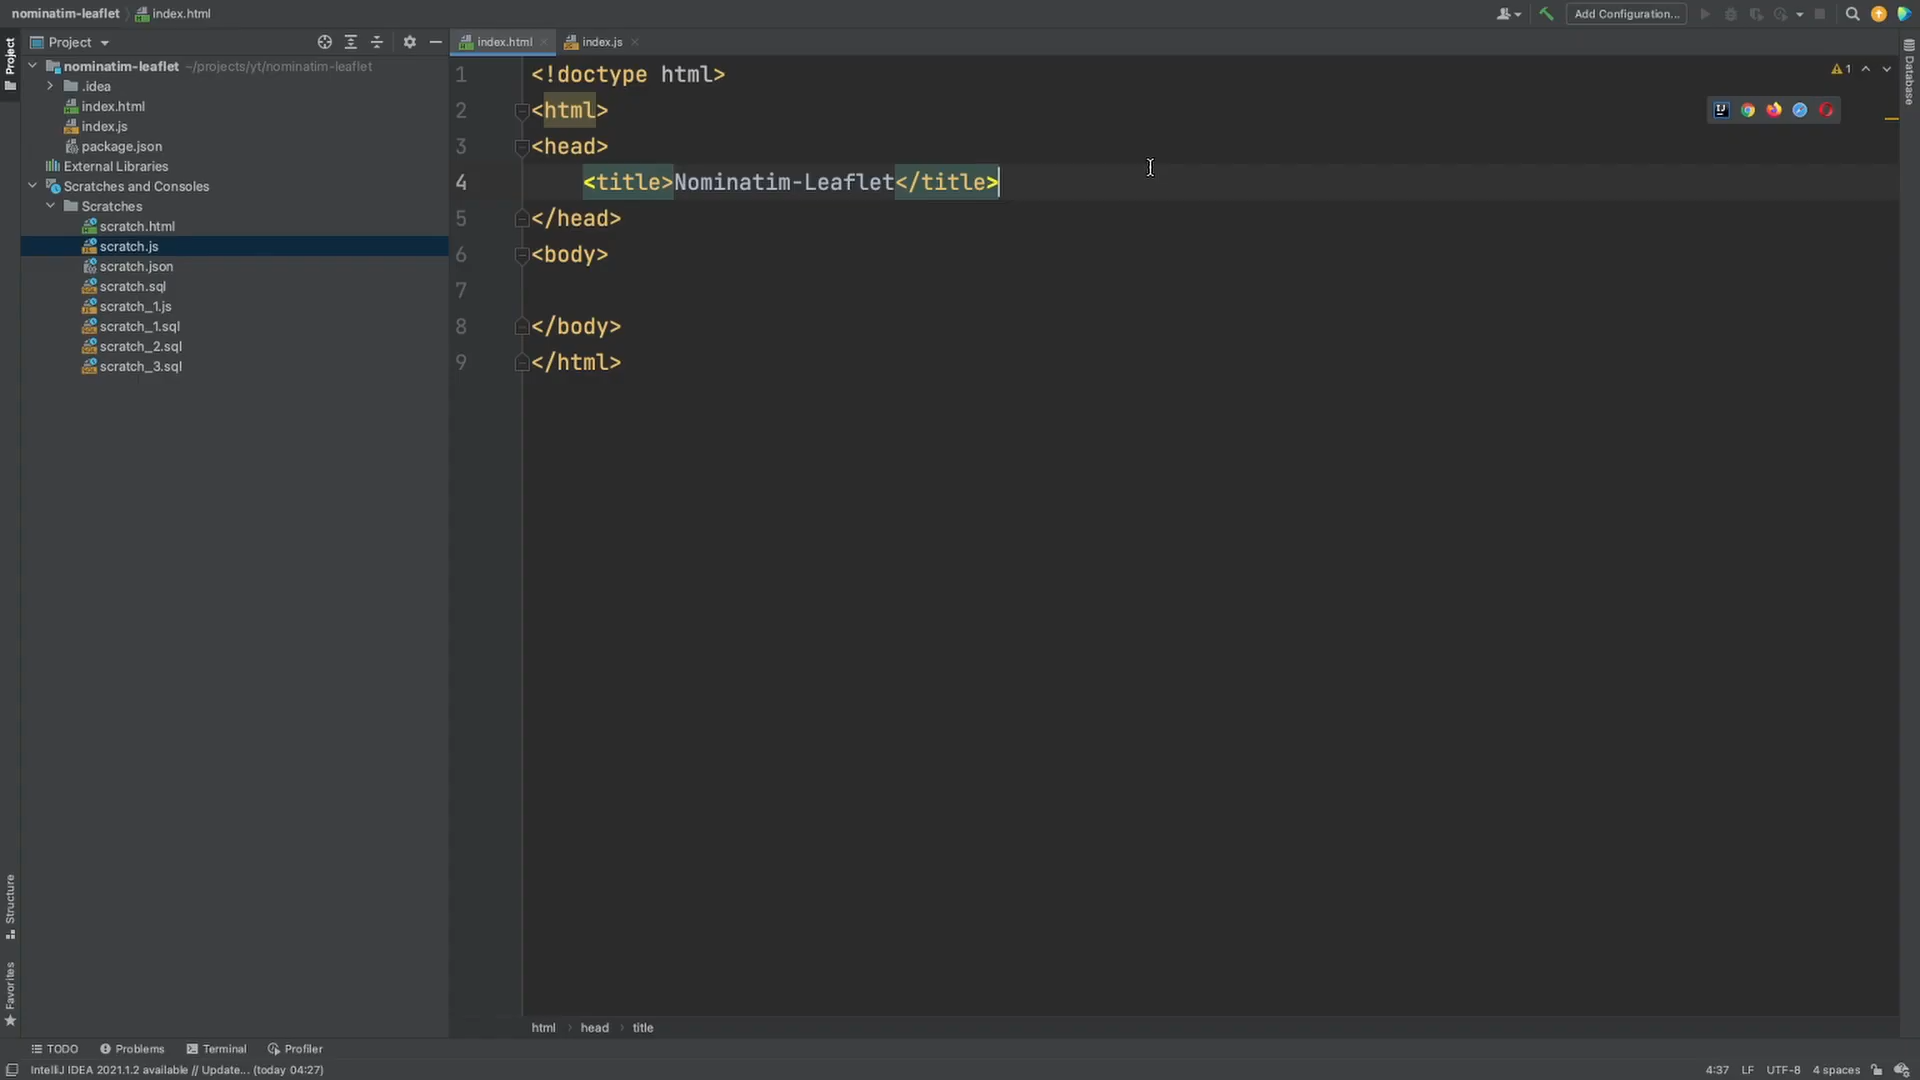 nominatim-leaflet
index.html
Add Configuration...
Project
Project
index.html
index.js
nominatim-leaflet ~/projects/yt/nominatim-leaflet
.idea
index.html
index.js
package.json
External Libraries
Scratches and Consoles
Scratches
scratch.html
scratch.js
scratch.json
scratch.sql
scratch_1.js
scratch_1.sql
scratch_2.sql
scratch_3.sql
Structure
Favorites
1 <!doctype html>
2 <html>
3 <head>
4 <title>Nominatim-Leaflet</title>
5 </head>
6 <body>
7
8 </body>
9 </html>
1
IJ
Database
html head title
TODO Problems Terminal Profiler
IntelliJ IDEA 2021.1.2 available // Update... (today 04:27)
4:37 LF UTF-8 4 spaces